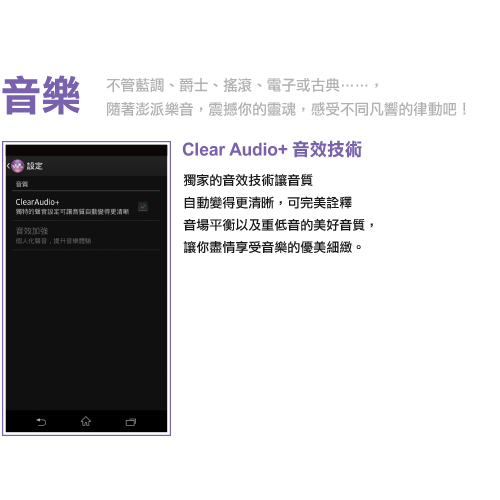 音樂
不管藍調、爵士、搖滾、電子或古典⋯⋯，
隨著澎派樂音，震撼你的靈魂，感受不同凡響的律動吧！
Clear Audio+ 音效技術
獨家的音效技術讓音質
自動變得更清晰，可完美詮釋
音場平衡以及重低音的美好音質，
讓你盡情享受音樂的優美細緻。
設定
音質
ClearAudio+
獨特的聲音設定可讓音質自動變得更清晰
音效加強
個人化聲音，提升音樂體驗